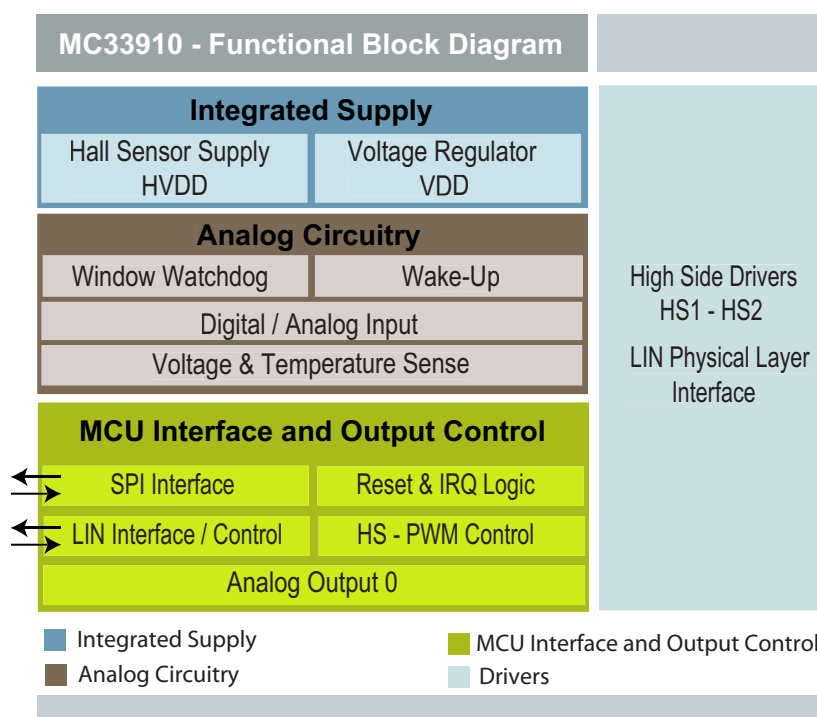 MC33910 - Functional Block Diagram
Integrated Supply
Hall Sensor Supply
HVDD
Voltage Regulator
VDD
Analog Circuitry
Window Watchdog
Wake-Up
Digital / Analog Input
Voltage & Temperature Sense
MCU Interface and Output Control
SPI Interface
Reset & IRQ Logic
LIN Interface / Control
HS - PWM Control
Analog Output 0
High Side Drivers
HS1 - HS2
LIN Physical Layer
Interface
Integrated Supply
MCU Interface and Output Control
Analog Circuitry
Drivers